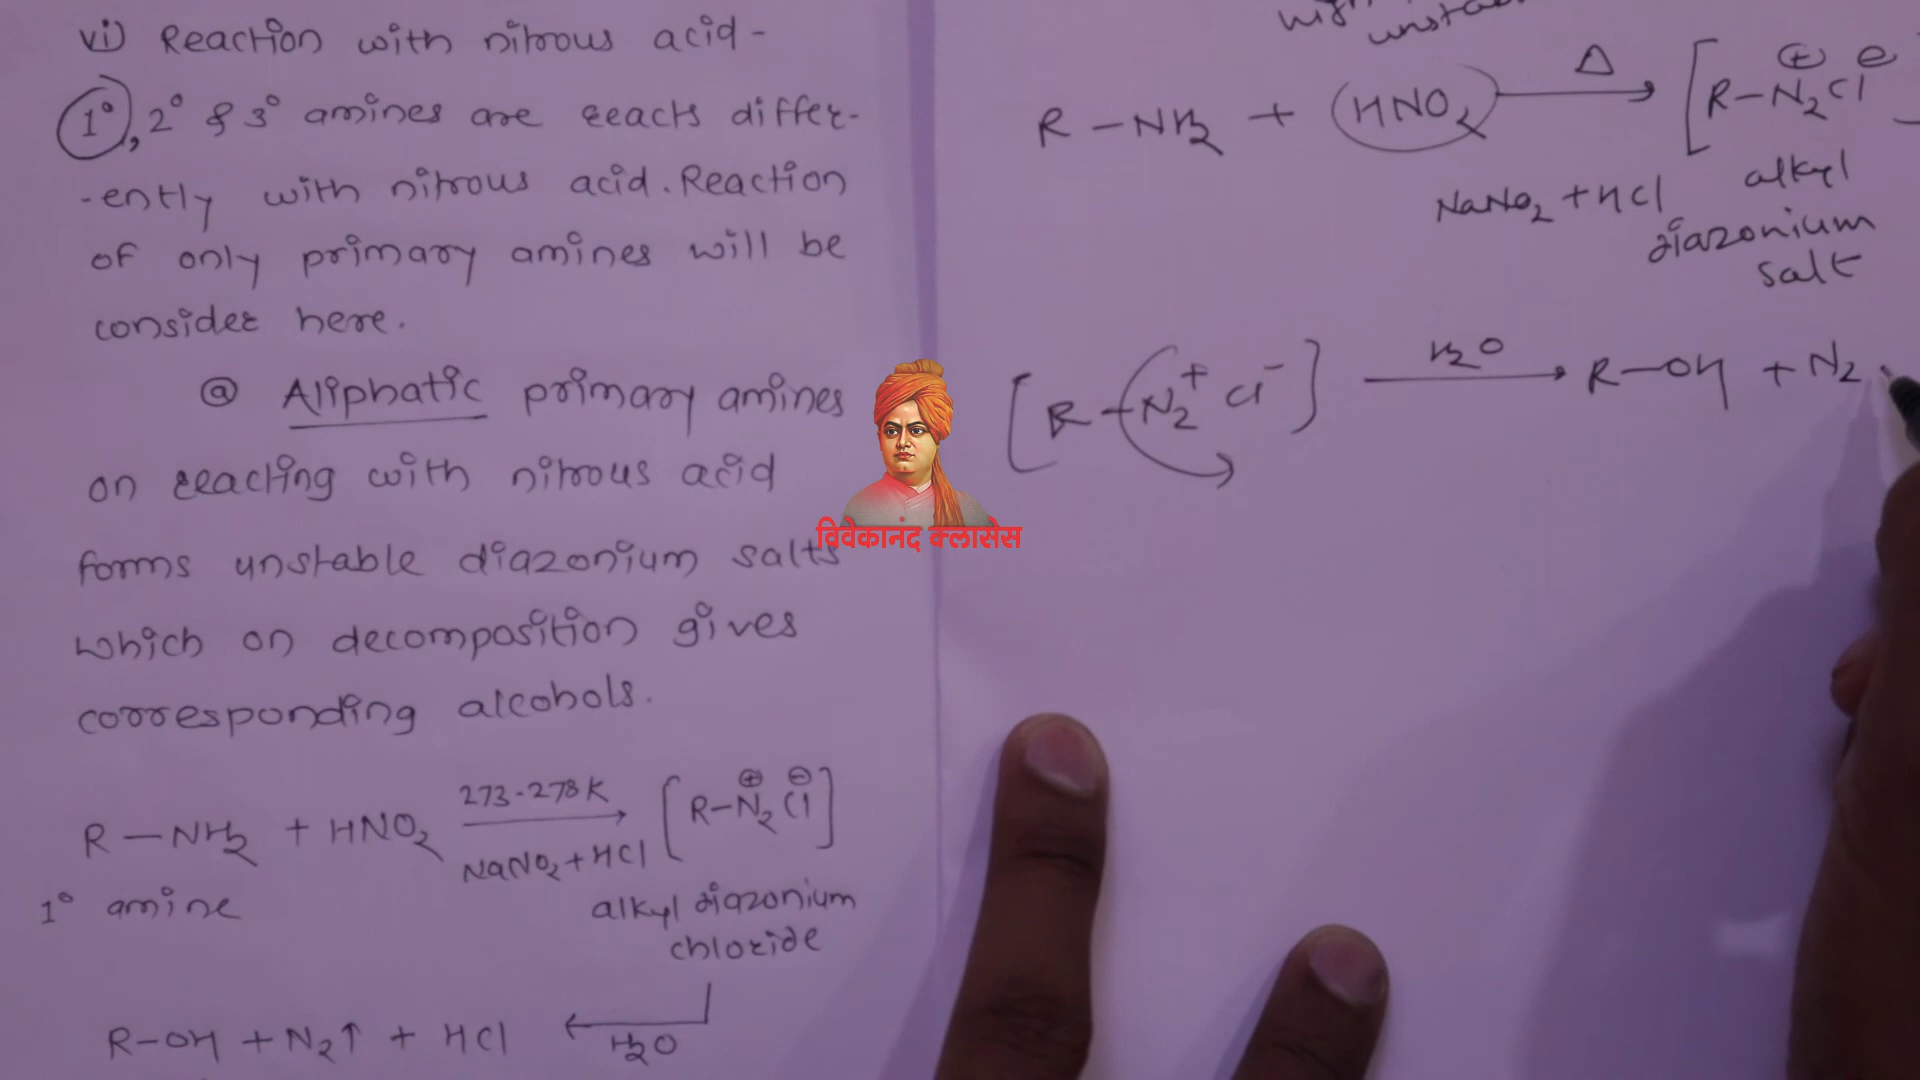 vi) Reaction with nitrous acid-
1°, 2° & 3° amines are reacts differ-
-ently with nitrous acid. Reaction
of only primary amines will be
consider here.
@ Aliphatic primary amines
on reacting with nitrous acid
forms unstable diazonium salts
which on decomposition gives
corresponding alcohols.
R-NH₂ + HNO₂ 273-278K → [R-N₂⊕ Cl⊖]
NaNO₂+HCl
1° amine
alkyl diazonium
chloride
R-OH + N₂↑ + HCl ← H₂O
unsta
R-NH₂ + HNO₂ Δ → [R-N₂⊕ Cl⊖
NaNO₂+HCl
alkyl
diazonium
salt
[R-N₂⁺ Cl⁻] H₂O → R-OH + N₂
विवेकानद क्लासेस